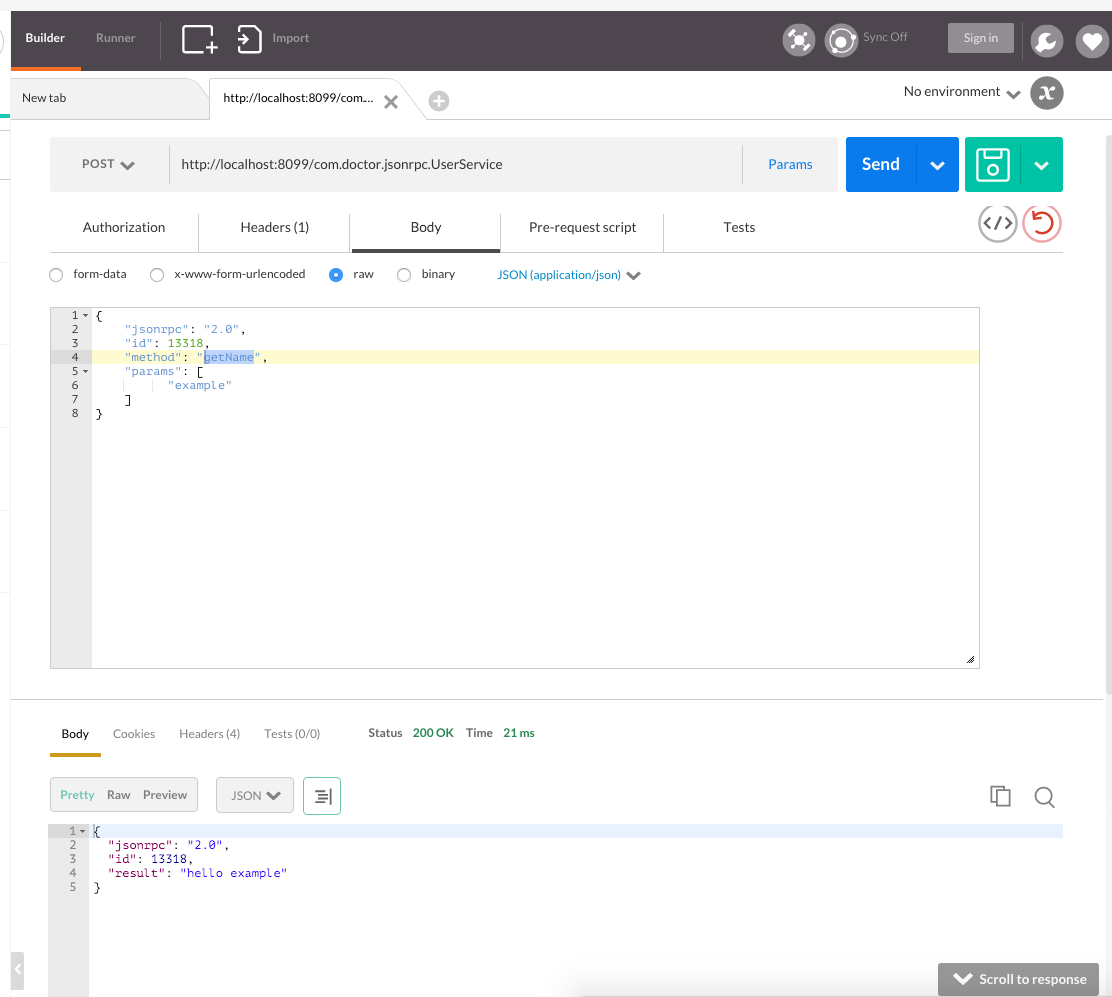 Builder Runner Import Sync Off Sign in
New tab http://localhost:8099/com.... No environment
POST http://localhost:8099/com.doctor.jsonrpc.UserService Params Send
Authorization Headers (1) Body Pre-request script Tests
form-data x-www-form-urlencoded raw binary JSON (application/json)
1 {
2 "jsonrpc": "2.0",
3 "id": 13318,
4 "method": "getName",
5 "params": [
6 "example"
7 ]
8 }
Body Cookies Headers (4) Tests (0/0) Status 200 OK Time 21 ms
Pretty Raw Preview JSON
1 {
2 "jsonrpc": "2.0",
3 "id": 13318,
4 "result": "hello example"
5 }
Scroll to response